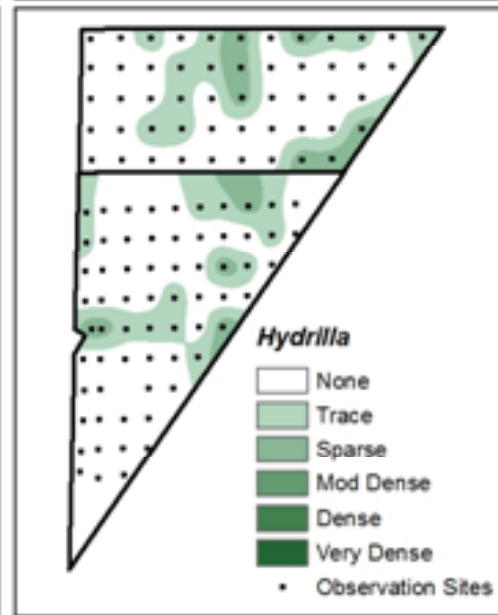 Hydrilla
None
Trace
Sparse
Mod Dense
Dense
Very Dense
Observation Sites